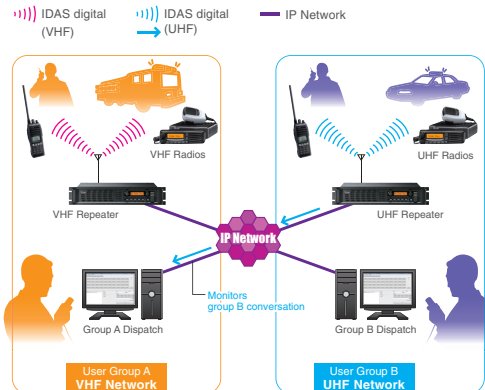 IDAS digital
(VHF)
IDAS digital
(UHF)
IP Network
VHF Radios
UHF Radios
VHF Repeater
UHF Repeater
IP Network
Monitors
group B conversation
Group A Dispatch
Group B Dispatch
User Group A
VHF Network
User Group B
UHF Network